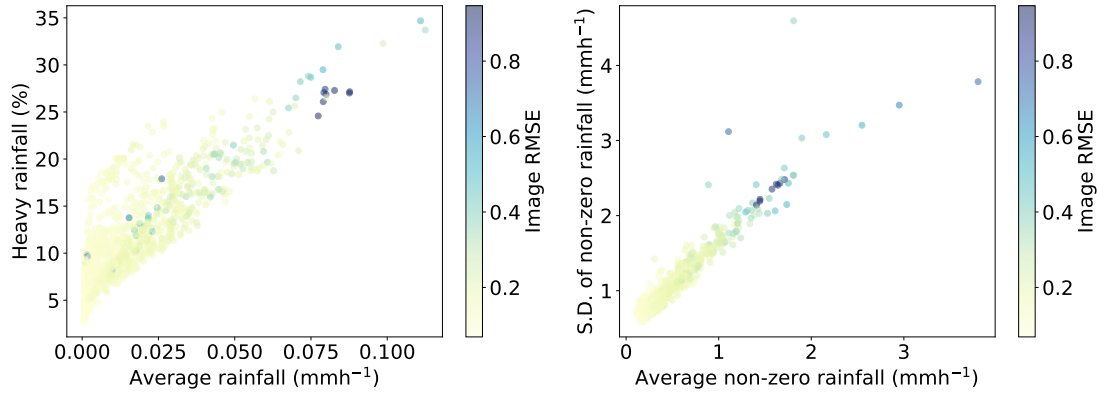 35
30
25
20
15
10
5
Heavy rainfall (%)
0.000 0.025 0.050 0.075 0.100
Average rainfall (mmh⁻¹)
0.8
0.6
0.4
0.2
Image RMSE
4
3
2
1
S.D. of non-zero rainfall (mmh⁻¹)
0 1 2 3
Average non-zero rainfall (mmh⁻¹)
0.8
0.6
0.4
0.2
Image RMSE